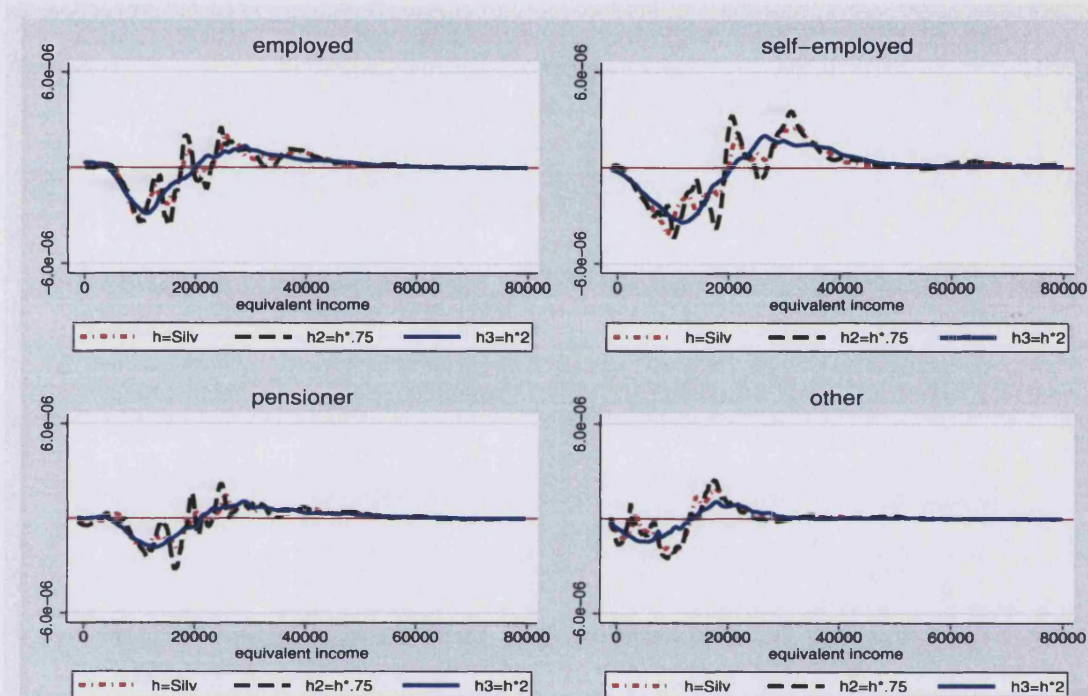 employed
6.0e-06
-6.0e-06
0 20000 40000 60000 80000
equivalent income
h=Silv h2=h*.75 h3=h*2
self-employed
6.0e-06
-6.0e-06
0 20000 40000 60000 80000
equivalent income
h=Silv h2=h*.75 h3=h*2
pensioner
6.0e-06
-6.0e-06
0 20000 40000 60000 80000
equivalent income
h=Silv h2=h*.75 h3=h*2
other
6.0e-06
-6.0e-06
0 20000 40000 60000 80000
equivalent income
h=Silv h2=h*.75 h3=h*2